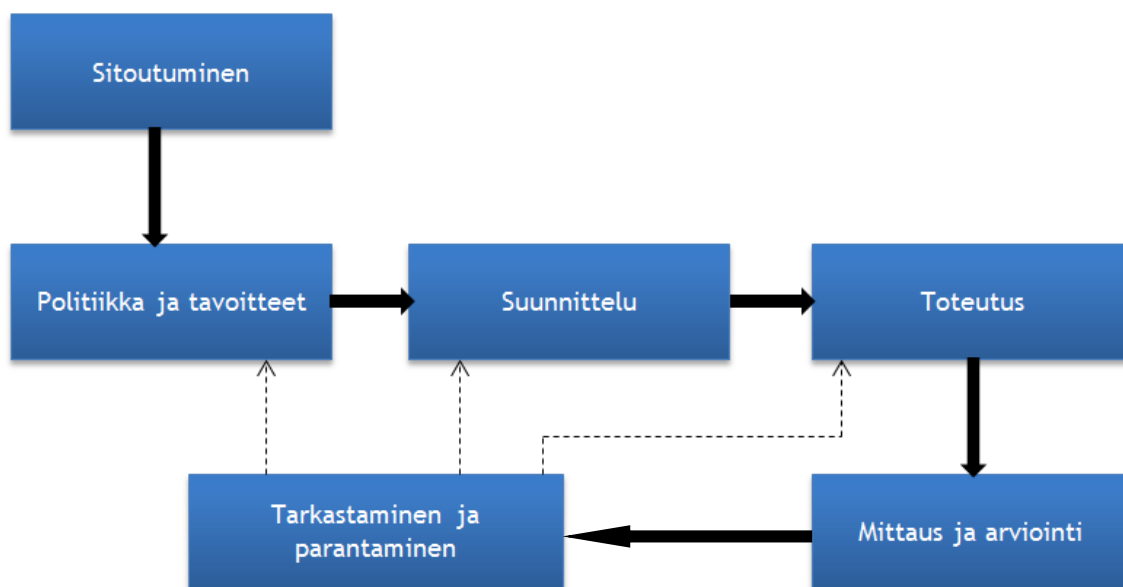 Sitoutuminen
Politiikka ja tavoitteet
Suunnittelu
Toteutus
Tarkastaminen ja
parantaminen
Mittaus ja arviointi